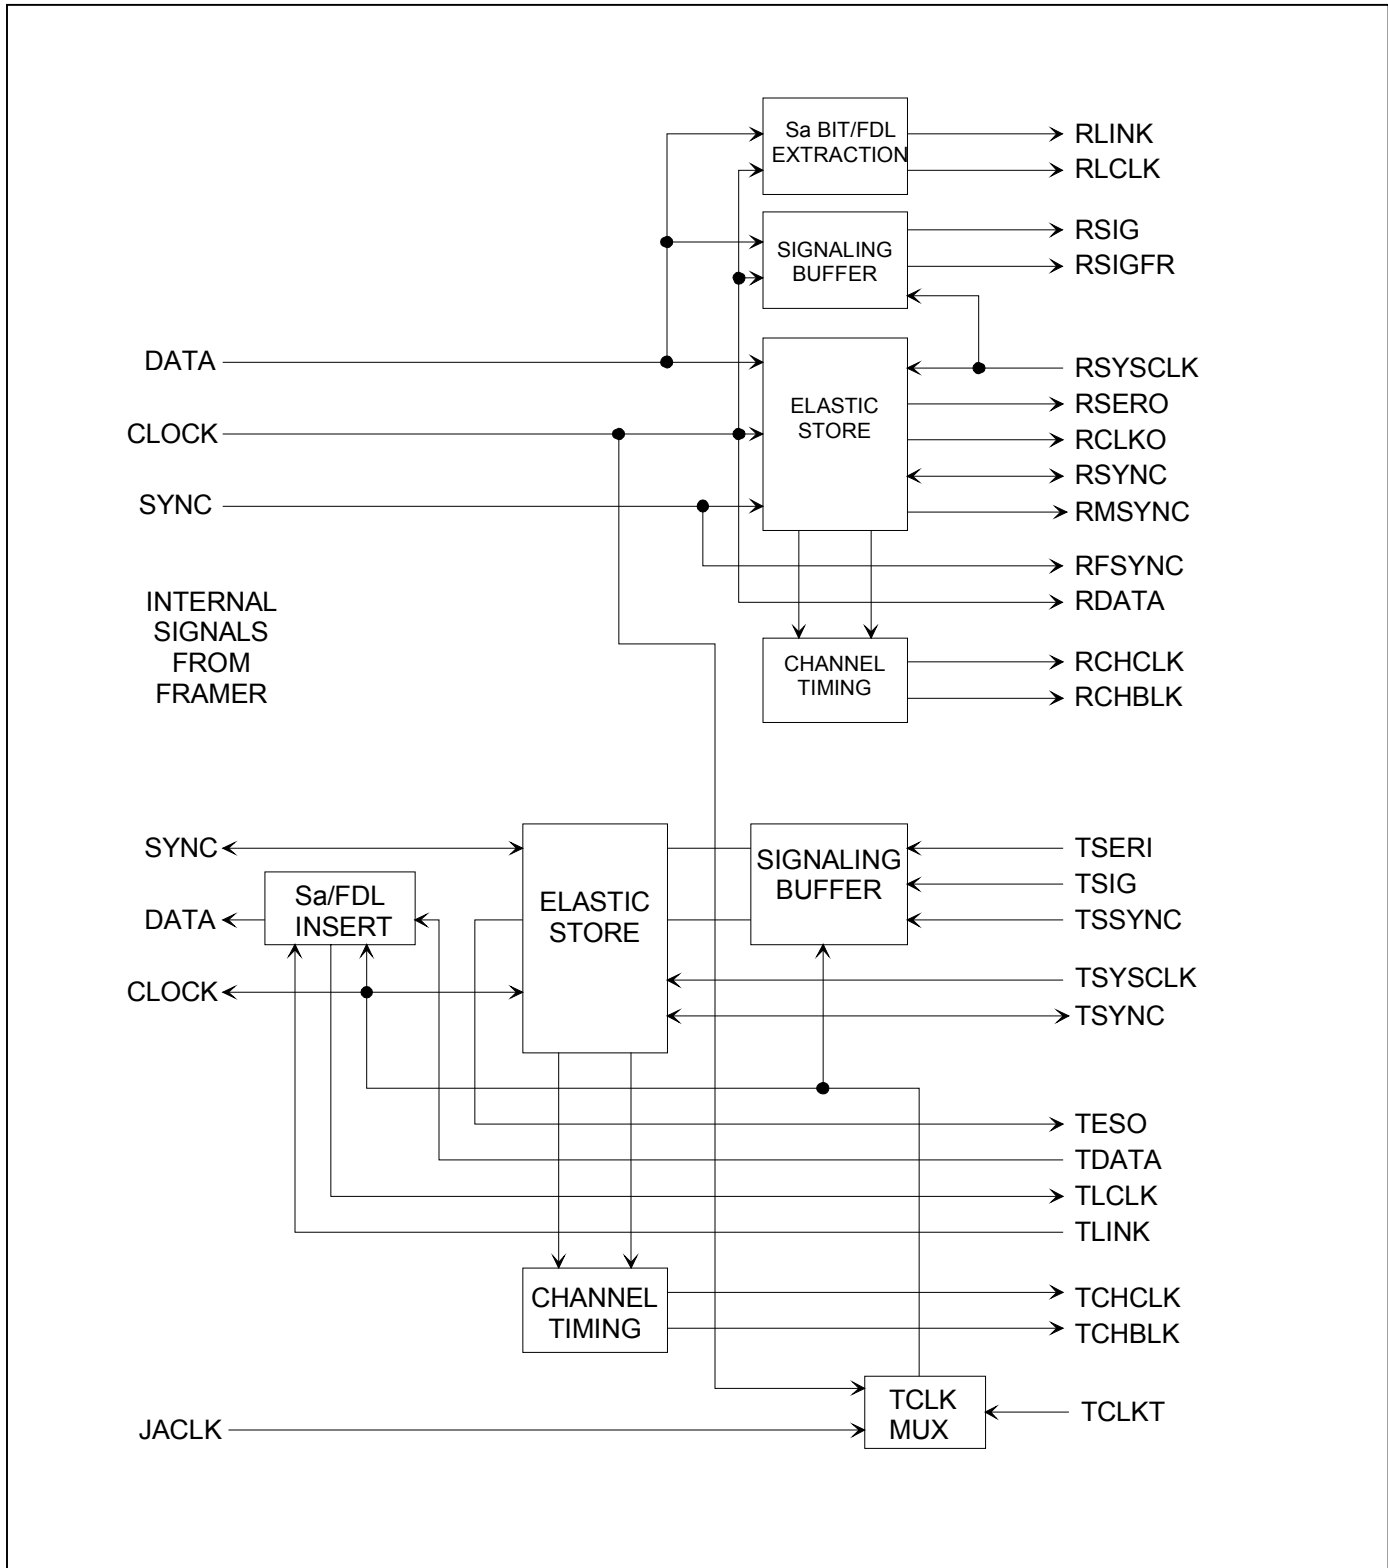 Sa BIT/FDL
EXTRACTION
RLINK
RLCLK
SIGNALING
BUFFER
RSIG
RSIGFR
DATA
CLOCK
SYNC
ELASTIC
STORE
RSYSCLK
RSERO
RCLKO
RSYNC
RMSYNC
RFSYNC
RDATA
INTERNAL
SIGNALS
FROM
FRAMER
CHANNEL
TIMING
RCHCLK
RCHBLK
SYNC
DATA
CLOCK
Sa/FDL
INSERT
ELASTIC
STORE
SIGNALING
BUFFER
TSERI
TSIG
TSSYNC
TSYSCLK
TSYNC
TESO
TDATA
TLCLK
TLINK
CHANNEL
TIMING
TCHCLK
TCHBLK
JACLK
TCLK
MUX
TCLKT